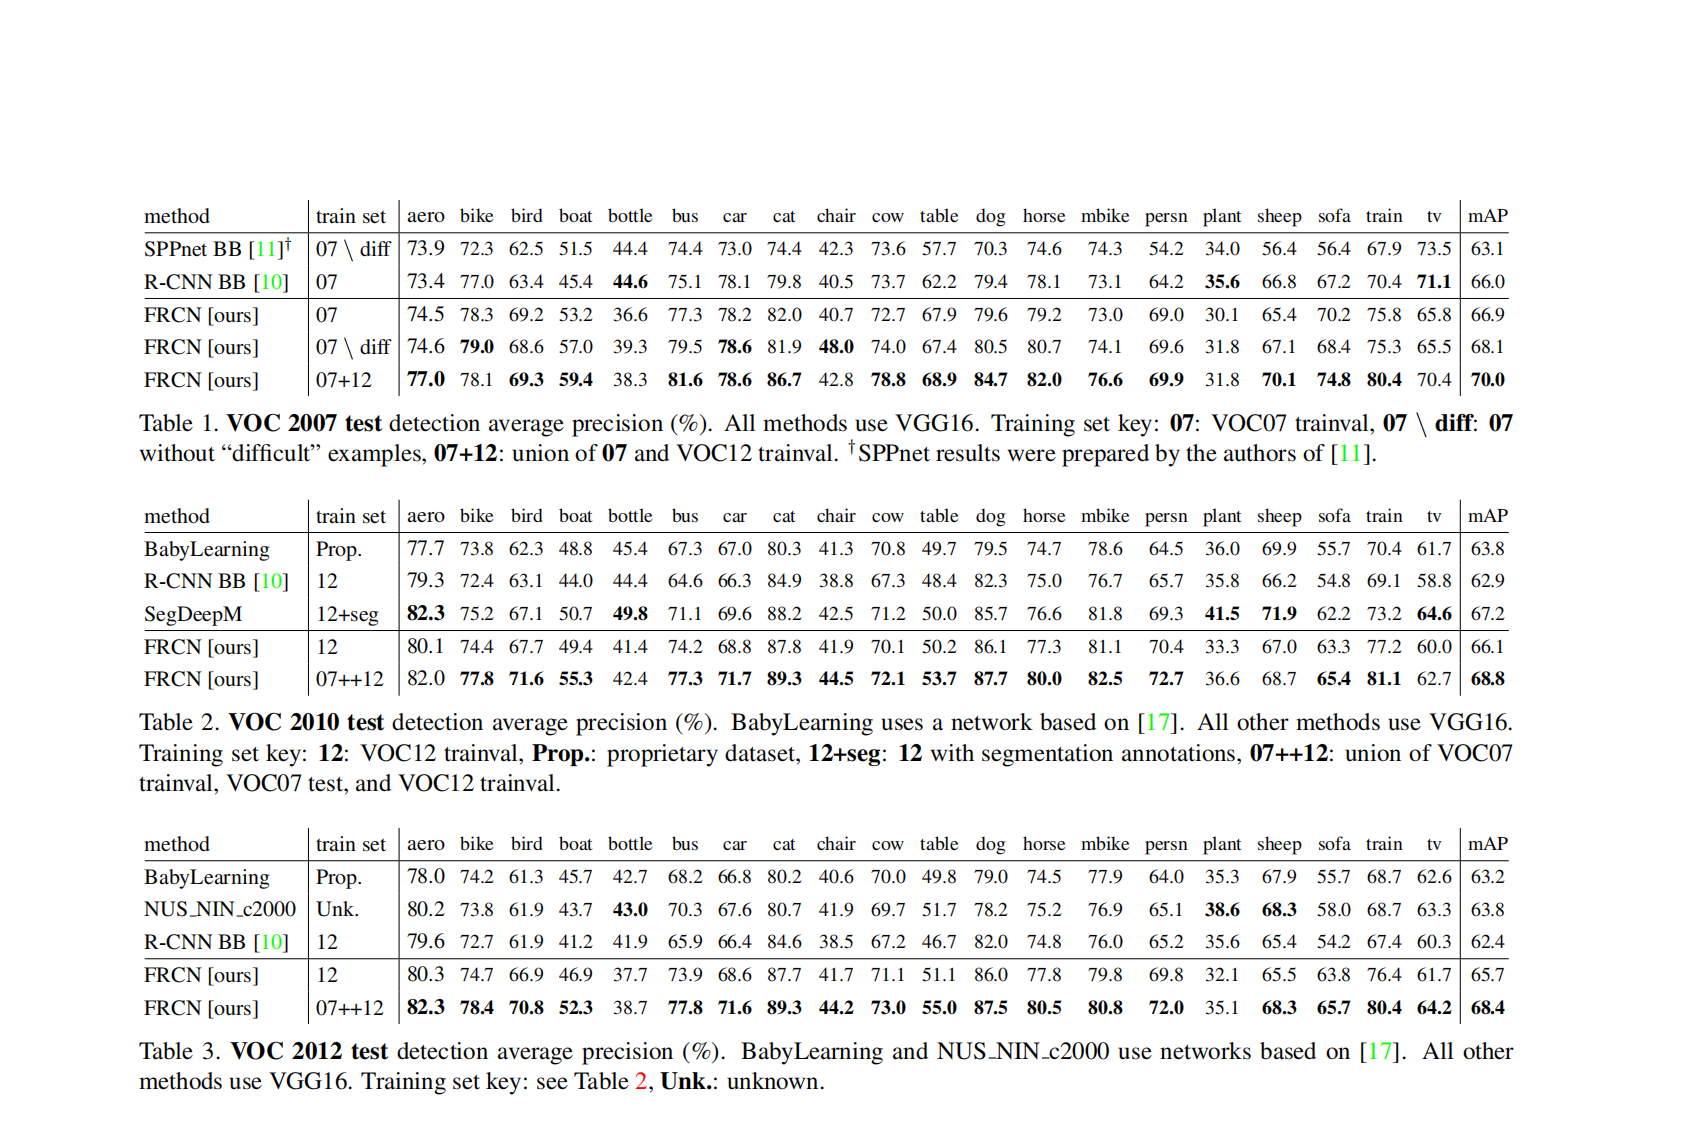 method train set aero bike bird boat bottle bus car cat chair cow table dog horse mbike persn plant sheep sofa train tv mAP
SPPnet BB [11]† 07 \ diff 73.9 72.3 62.5 51.5 44.4 74.4 73.0 74.4 42.3 73.6 57.7 70.3 74.6 74.3 54.2 34.0 56.4 56.4 67.9 73.5 63.1
R-CNN BB [10] 07 73.4 77.0 63.4 45.4 44.6 75.1 78.1 79.8 40.5 73.7 62.2 79.4 78.1 73.1 64.2 35.6 66.8 67.2 70.4 71.1 66.0
FRCN [ours] 07 74.5 78.3 69.2 53.2 36.6 77.3 78.2 82.0 40.7 72.7 67.9 79.6 79.2 73.0 69.0 30.1 65.4 70.2 75.8 65.8 66.9
FRCN [ours] 07 \ diff 74.6 79.0 68.6 57.0 39.3 79.5 78.6 81.9 48.0 74.0 67.4 80.5 80.7 74.1 69.6 31.8 67.1 68.4 75.3 65.5 68.1
FRCN [ours] 07+12 77.0 78.1 69.3 59.4 38.3 81.6 78.6 86.7 42.8 78.8 68.9 84.7 82.0 76.6 69.9 31.8 70.1 74.8 80.4 70.4 70.0
Table 1. VOC 2007 test detection average precision (%). All methods use VGG16. Training set key: 07: VOC07 trainval, 07 \ diff: 07
without “difficult” examples, 07+12: union of 07 and VOC12 trainval. †SPPnet results were prepared by the authors of [11].
method train set aero bike bird boat bottle bus car cat chair cow table dog horse mbike persn plant sheep sofa train tv mAP
BabyLearning Prop. 77.7 73.8 62.3 48.8 45.4 67.3 67.0 80.3 41.3 70.8 49.7 79.5 74.7 78.6 64.5 36.0 69.9 55.7 70.4 61.7 63.8
R-CNN BB [10] 12 79.3 72.4 63.1 44.0 44.4 64.6 66.3 84.9 38.8 67.3 48.4 82.3 75.0 76.7 65.7 35.8 66.2 54.8 69.1 58.8 62.9
SegDeepM 12+seg 82.3 75.2 67.1 50.7 49.8 71.1 69.6 88.2 42.5 71.2 50.0 85.7 76.6 81.8 69.3 41.5 71.9 62.2 73.2 64.6 67.2
FRCN [ours] 12 80.1 74.4 67.7 49.4 41.4 74.2 68.8 87.8 41.9 70.1 50.2 86.1 77.3 81.1 70.4 33.3 67.0 63.3 77.2 60.0 66.1
FRCN [ours] 07++12 82.0 77.8 71.6 55.3 42.4 77.3 71.7 89.3 44.5 72.1 53.7 87.7 80.0 82.5 72.7 36.6 68.7 65.4 81.1 62.7 68.8
Table 2. VOC 2010 test detection average precision (%). BabyLearning uses a network based on [17]. All other methods use VGG16.
Training set key: 12: VOC12 trainval, Prop.: proprietary dataset, 12+seg: 12 with segmentation annotations, 07++12: union of VOC07
trainval, VOC07 test, and VOC12 trainval.
method train set aero bike bird boat bottle bus car cat chair cow table dog horse mbike persn plant sheep sofa train tv mAP
BabyLearning Prop. 78.0 74.2 61.3 45.7 42.7 68.2 66.8 80.2 40.6 70.0 49.8 79.0 74.5 77.9 64.0 35.3 67.9 55.7 68.7 62.6 63.2
NUS_NIN_c2000 Unk. 80.2 73.8 61.9 43.7 43.0 70.3 67.6 80.7 41.9 69.7 51.7 78.2 75.2 76.9 65.1 38.6 68.3 58.0 68.7 63.3 63.8
R-CNN BB [10] 12 79.6 72.7 61.9 41.2 41.9 65.9 66.4 84.6 38.5 67.2 46.7 82.0 74.8 76.0 65.2 35.6 65.4 54.2 67.4 60.3 62.4
FRCN [ours] 12 80.3 74.7 66.9 46.9 37.7 73.9 68.6 87.7 41.7 71.1 51.1 86.0 77.8 79.8 69.8 32.1 65.5 63.8 76.4 61.7 65.7
FRCN [ours] 07++12 82.3 78.4 70.8 52.3 38.7 77.8 71.6 89.3 44.2 73.0 55.0 87.5 80.5 80.8 72.0 35.1 68.3 65.7 80.4 64.2 68.4
Table 3. VOC 2012 test detection average precision (%). BabyLearning and NUS_NIN_c2000 use networks based on [17]. All other
methods use VGG16. Training set key: see Table 2, Unk.: unknown.